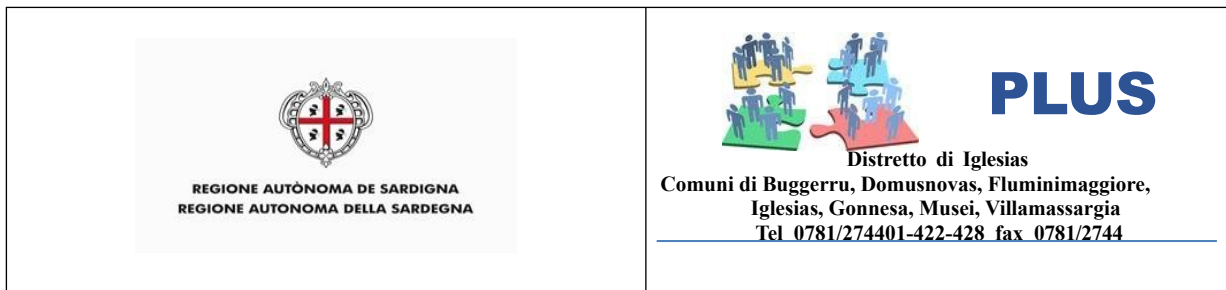 REGIONE AUTÒNOMA DE SARDIGNA
REGIONE AUTONOMA DELLA SARDEGNA
PLUS
Distretto di Iglesias
Comuni di Buggerru, Domusnovas, Fluminimaggiore,
Iglesias, Gonnesa, Musei, Villamassargia
Tel 0781/274401-422-428 fax 0781/2744